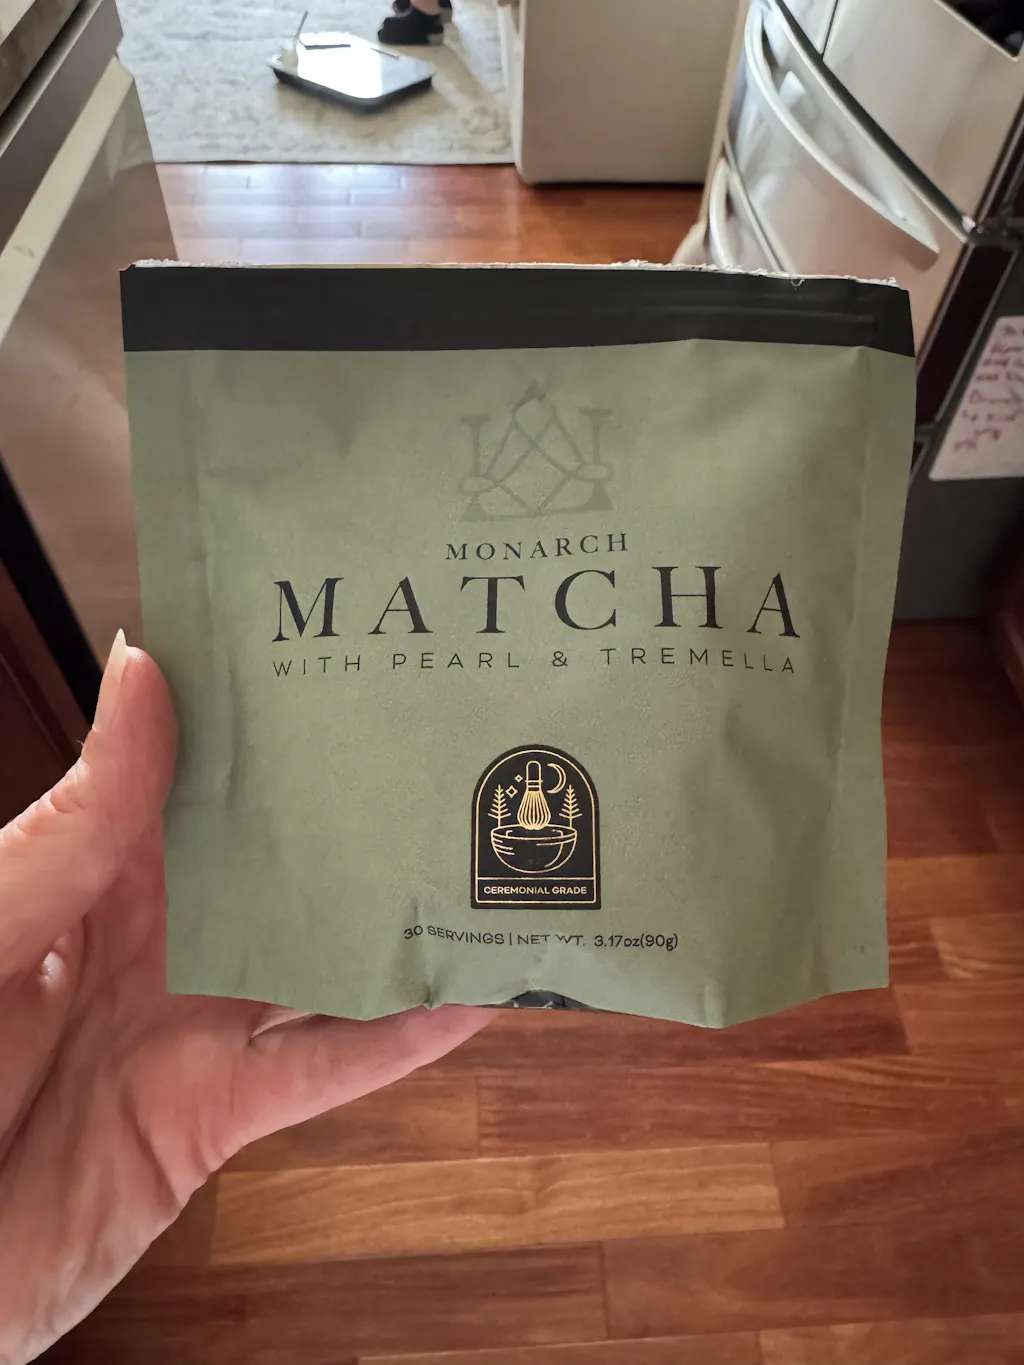 MONARCH
MATCHA
WITH PEARL & TREMELLA
CEREMONIAL GRADE
30 SERVINGS | NET WT. 3.17oz(90g)